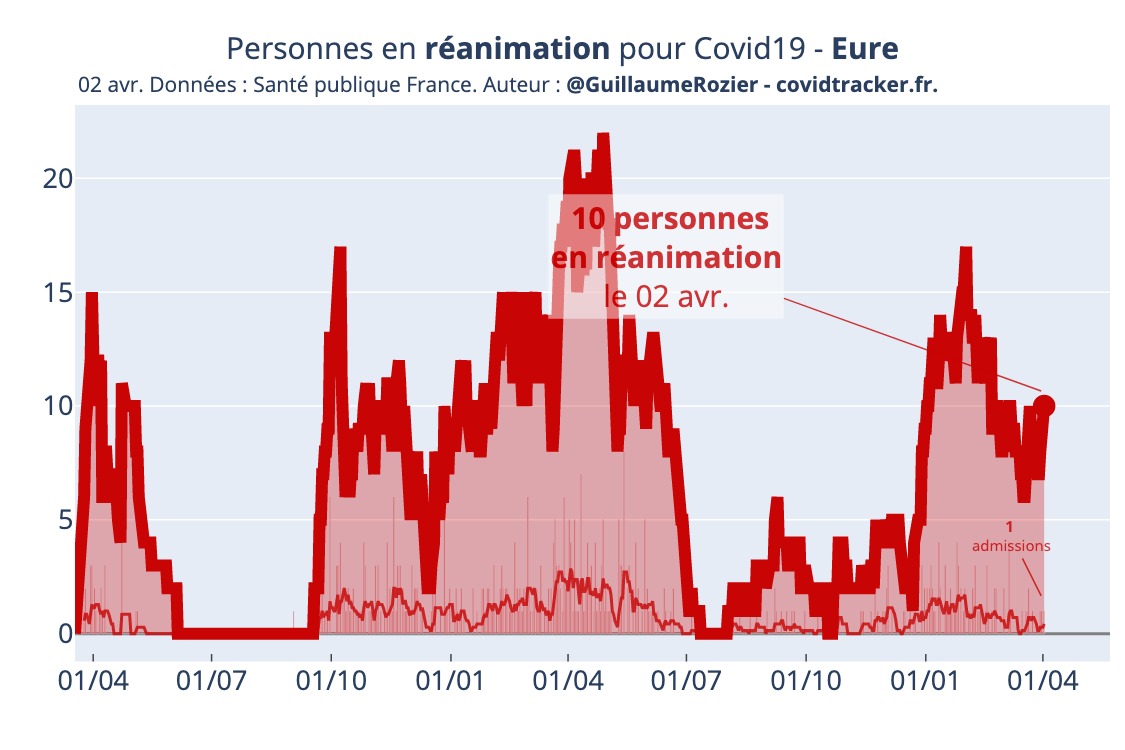 Personnes en réanimation pour Covid19 - Eure
02 avr. Données : Santé publique France. Auteur : @GuillaumeRozier - covidtracker.fr.
20
15
10
5
0
10 personnes
en réanimation
le 02 avr.
1
admissions
01/04 01/07 01/10 01/01 01/04 01/07 01/10 01/01 01/04